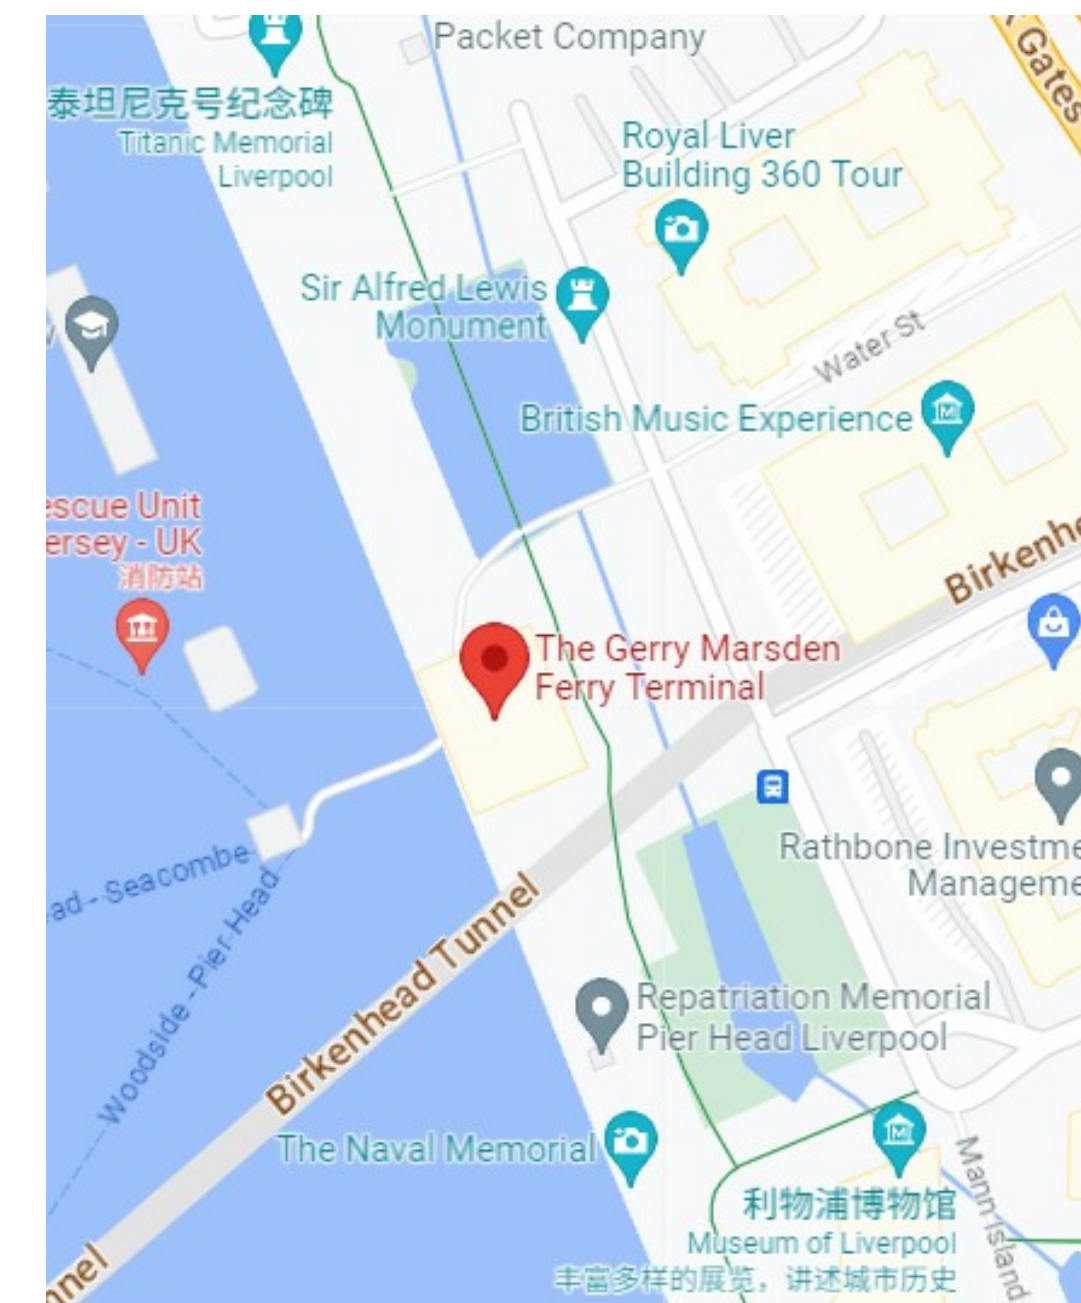 Packet Company
Gates
泰坦尼克号纪念碑
Titanic Memorial
Liverpool
Royal Liver
Building 360 Tour
Sir Alfred Lewis
Monument
Water St
British Music Experience
escue Unit
ersey - UK
消防站
Birkenhe
The Gerry Marsden
Ferry Terminal
Rathbone Investme
Manageme
ad - Seacombe
Woodside - Pier Head
Birkenhead Tunnel
Repatriation Memorial
Pier Head Liverpool
The Naval Memorial
利物浦博物馆
Museum of Liverpool
丰富多样的展览，讲述城市历史
Mann Island
nnel